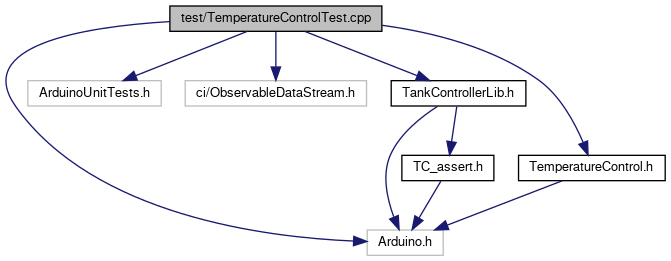 test/TemperatureControlTest.cpp
ArduinoUnitTests.h
ci/ObservableDataStream.h
TankControllerLib.h
TC_assert.h
TemperatureControl.h
Arduino.h